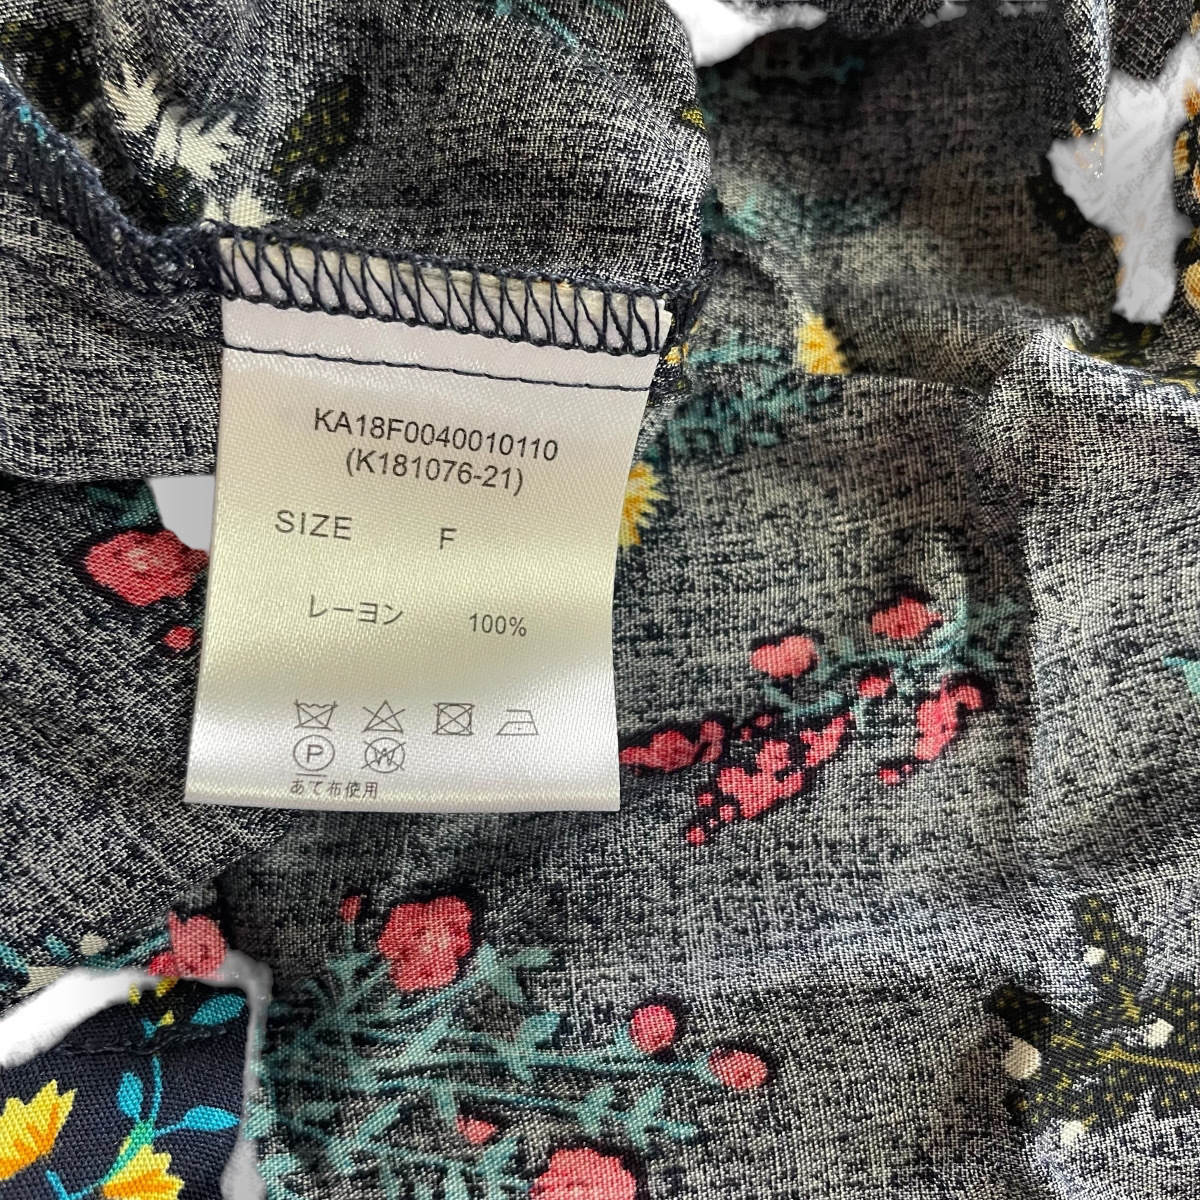 KA18F0040010110
(K181076-21)
SIZE F
レーヨン 100%
P W
あて布使用